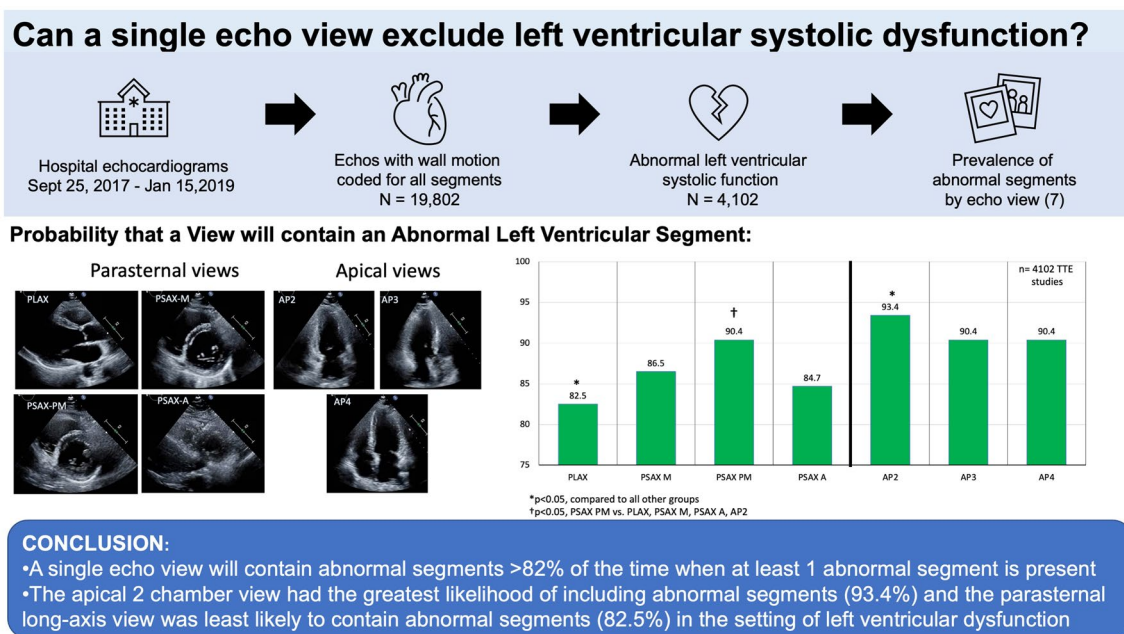 Can a single echo view exclude left ventricular systolic dysfunction?
Hospital echocardiograms
Sept 25, 2017 - Jan 15,2019
Echos with wall motion
coded for all segments
N = 19,802
Abnormal left ventricular
systolic function
N = 4,102
Prevalence of
abnormal segments
by echo view (7)
Probability that a View will contain an Abnormal Left Ventricular Segment:
Parasternal views
Apical views
PLAX
PSAX-M
AP2
AP3
PSAX-PM
PSAX-A
AP4
100
95
90
85
80
75
n= 4102 TTE
studies
*
82.5
86.5
†
90.4
84.7
*
93.4
90.4
90.4
PLAX
PSAX M
PSAX PM
PSAX A
AP2
AP3
AP4
*p<0.05, compared to all other groups
†p<0.05, PSAX PM vs. PLAX, PSAX M, PSAX A, AP2
CONCLUSION:
•A single echo view will contain abnormal segments >82% of the time when at least 1 abnormal segment is present
•The apical 2 chamber view had the greatest likelihood of including abnormal segments (93.4%) and the parasternal
long-axis view was least likely to contain abnormal segments (82.5%) in the setting of left ventricular dysfunction